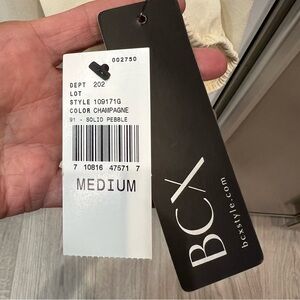 002750
DEPT 202
LOT
STYLE 109171G
COLOR CHAMPAGNE
91 - SOLID PEBBLE
7 10816 47571 7
MEDIUM
BCX
bcxstyle.com